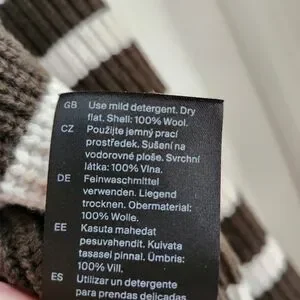 GB Use mild detergent. Dry
flat. Shell: 100% Wool.
CZ Použijte jemný prací
prostředek. Sušení na
vodorovné ploše. Svrchní
látka: 100% Vlna.
DE Feinwaschmittel
verwenden. Liegend
trocknen. Obermaterial:
100% Wolle.
EE Kasuta mahedat
pesuvahendit. Kuivata
tasasel pinnal. Ümbris:
100% Vill.
ES Utilizar un detergente
para prendas delicadas